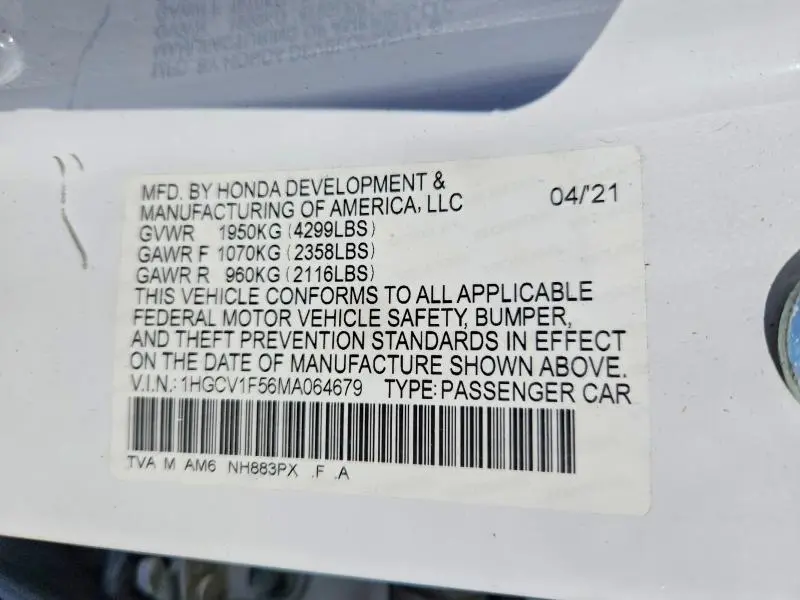 MFD. BY HONDA DEVELOPMENT & 
MANUFACTURING OF AMERICA, LLC 04/'21
GVWR 1950KG (4299LBS)
GAWR F 1070KG (2358LBS)
GAWR R 960KG (2116LBS)
THIS VEHICLE CONFORMS TO ALL APPLICABLE
FEDERAL MOTOR VEHICLE SAFETY, BUMPER,
AND THEFT PREVENTION STANDARDS IN EFFECT
ON THE DATE OF MANUFACTURE SHOWN ABOVE.
V.I.N.: 1HGCV1F56MA064679 TYPE: PASSENGER CAR
TVA M AM6 NH883PX .F .A